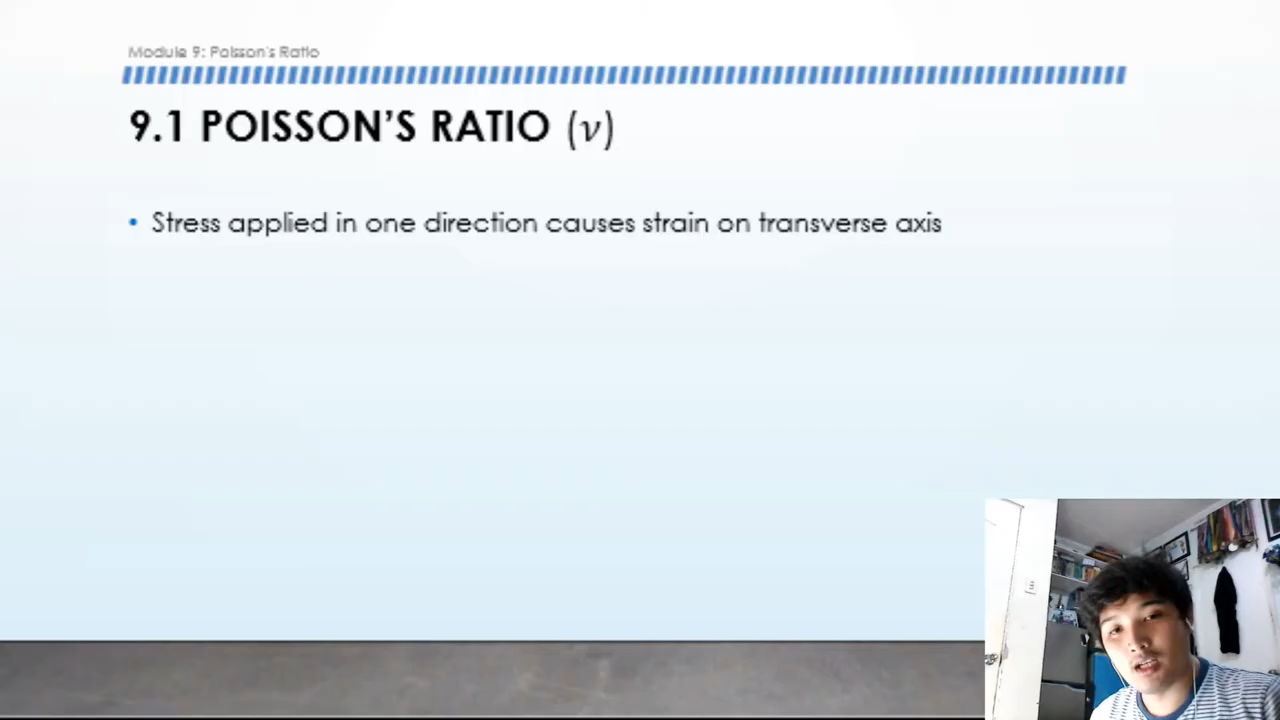 Module 9: Poisson's Ratio
9.1 POISSON'S RATIO (ν)
• Stress applied in one direction causes strain on transverse axis